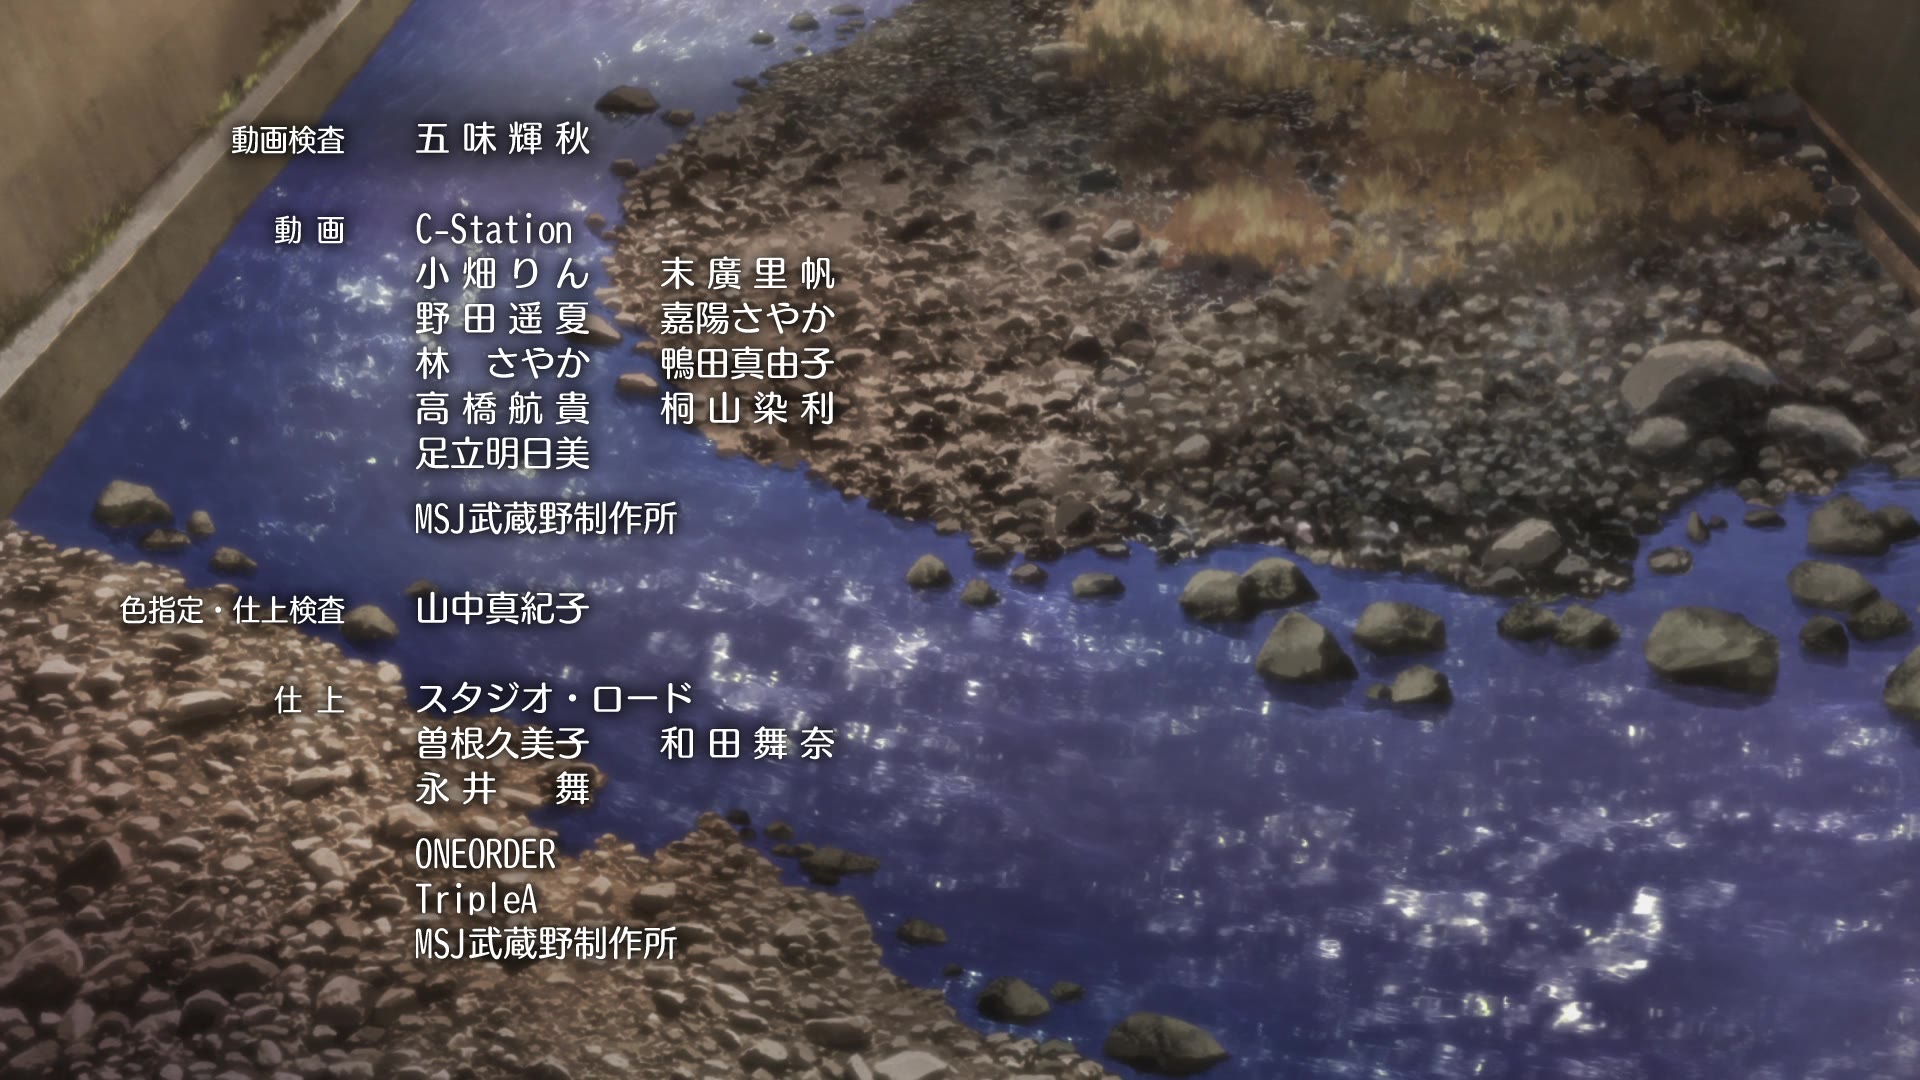 動画検査 五味輝秋
動画 C-Station
小畑りん 末廣里帆
野田遥夏 嘉陽さやか
林 さやか 鴨田真由子
高橋航貴 桐山染利
足立明日美
MSJ武蔵野制作所
色指定・仕上検査 山中真紀子
仕上 スタジオ・ロード
曽根久美子 和田舞奈
永井 舞
ONEORDER
TripleA
MSJ武蔵野制作所